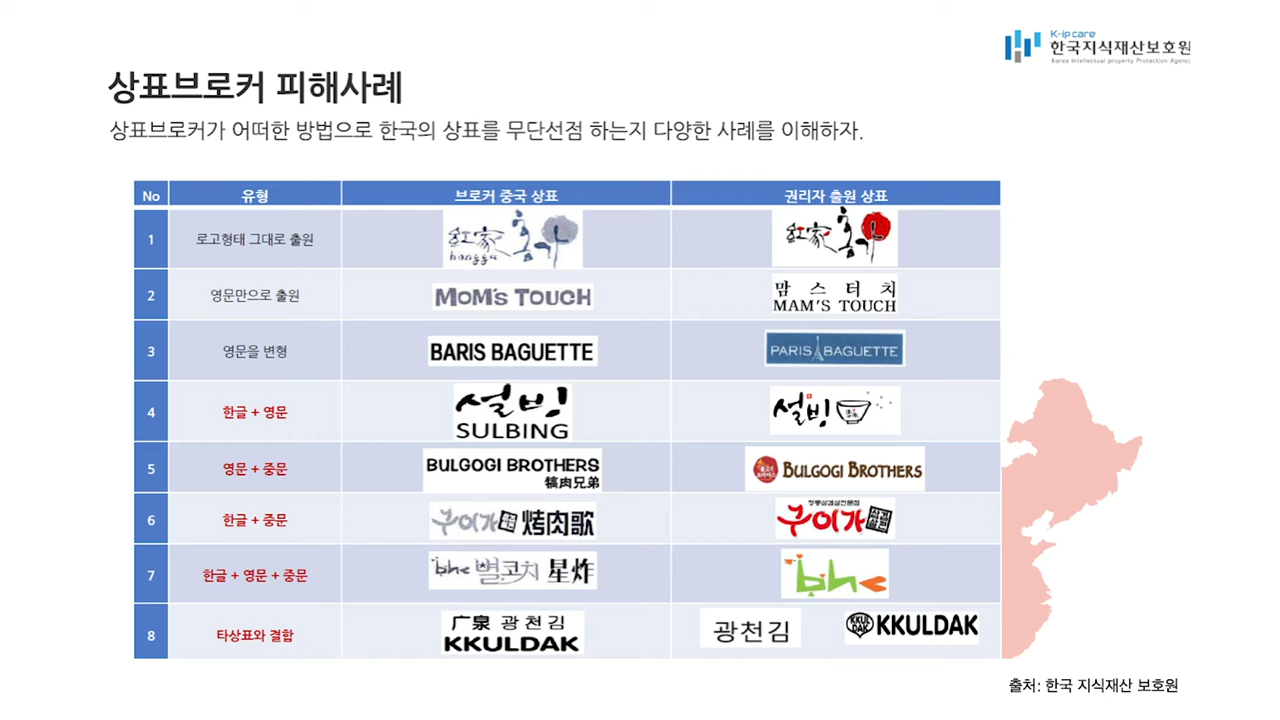 K-ip care
한국지식재산보호원
Korea Intellectual property Protection Agency
상표브로커 피해사례
상표브로커가 어떠한 방법으로 한국의 상표를 무단선점 하는지 다양한 사례를 이해하자.
No 유형 브로커 중국 상표 권리자 출원 상표
1 로고형태 그대로 출원 紅家 홍가 hongga 紅家 홍가
2 영문만으로 출원 MOM'S TOUCH 맘스터치
MAM'S TOUCH
3 영문을 변형 BARIS BAGUETTE PARIS BAGUETTE
4 한글 + 영문 설빙 설빙
SULBING
5 영문 + 중문 BULGOGI BROTHERS BULGOGI BROTHERS
犒肉兄弟
6 한글 + 중문 구이가 烤肉歌 구이가
7 한글 + 영문 + 중문 bhc 별코치 星炸 bhc
8 타상표와 결합 广泉 광천김 광천김 KKUL DAK KKULDAK
KKULDAK
출처: 한국 지식재산 보호원